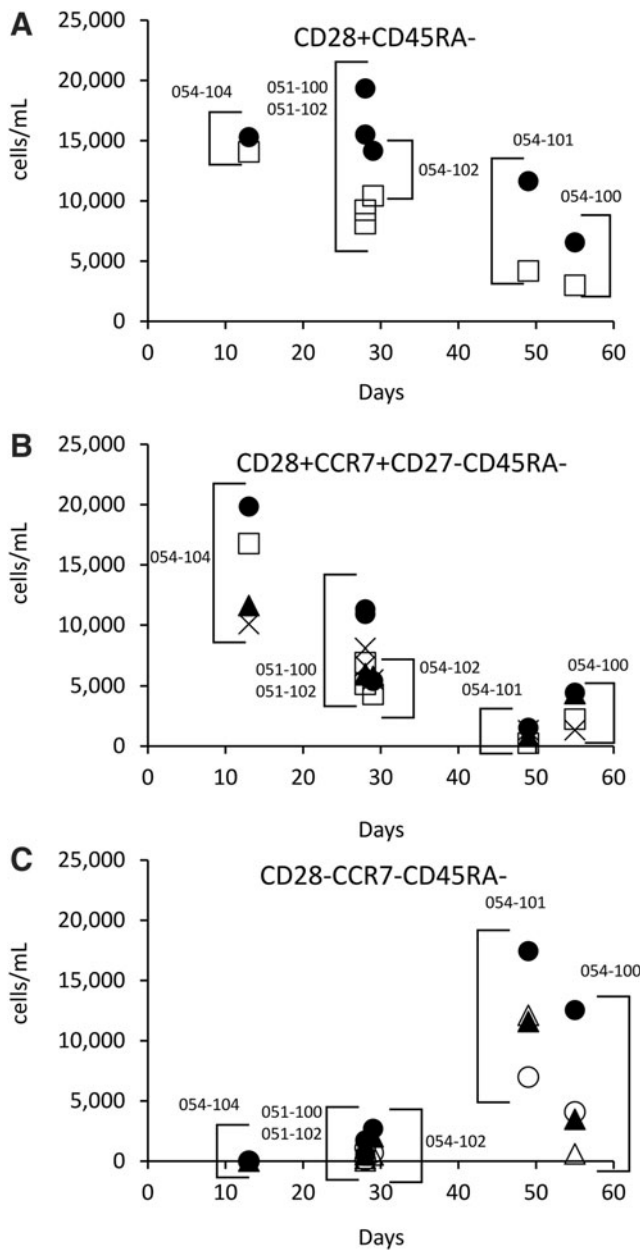 A
CD28+CD45RA-
25,000
20,000
15,000
10,000
5,000
0
cells/mL
054-104
051-100
051-102
054-102
054-101
054-100
0 10 20 30 40 50 60
Days
B
CD28+CCR7+CD27-CD45RA-
25,000
20,000
15,000
10,000
5,000
0
cells/mL
054-104
051-100
051-102
054-102
054-101
054-100
0 10 20 30 40 50 60
Days
C
CD28-CCR7-CD45RA-
25,000
20,000
15,000
10,000
5,000
0
cells/mL
054-104
051-100
051-102
054-102
054-101
054-100
0 10 20 30 40 50 60
Days